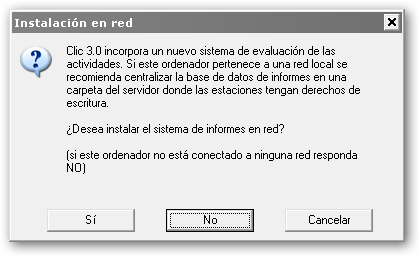 Instalación en red
Clic 3.0 incorpora un nuevo sistema de evaluación de las
actividades. Si este ordenador pertenece a una red local se
recomienda centralizar la base de datos de informes en una
carpeta del servidor donde las estaciones tengan derechos de
escritura.
¿Desea instalar el sistema de informes en red?
(si este ordenador no está conectado a ninguna red responda
NO)
Sí
No
Cancelar